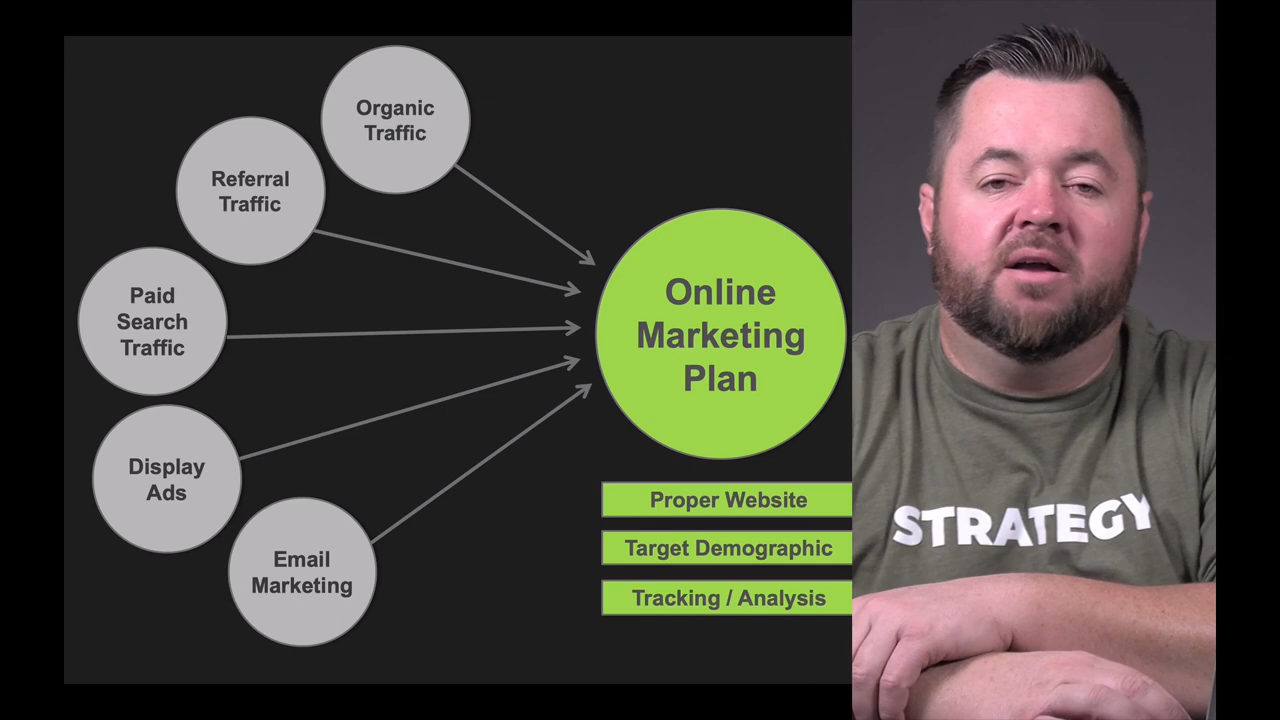 Organic
Traffic
Referral
Traffic
Paid
Search
Traffic
Display
Ads
Email
Marketing
Online
Marketing
Plan
Proper Website
Target Demographic
Tracking / Analysis
STRATEGY